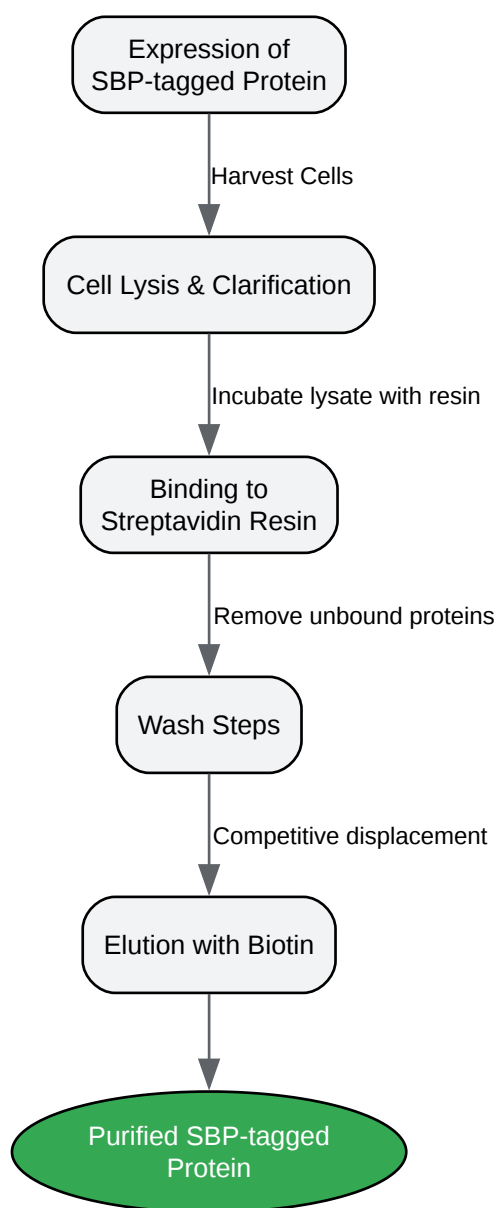 Expression of
SBP-tagged Protein
Harvest Cells
Cell Lysis & Clarification
Incubate lysate with resin
Binding to
Streptavidin Resin
Remove unbound proteins
Wash Steps
Competitive displacement
Elution with Biotin
Purified SBP-tagged
Protein